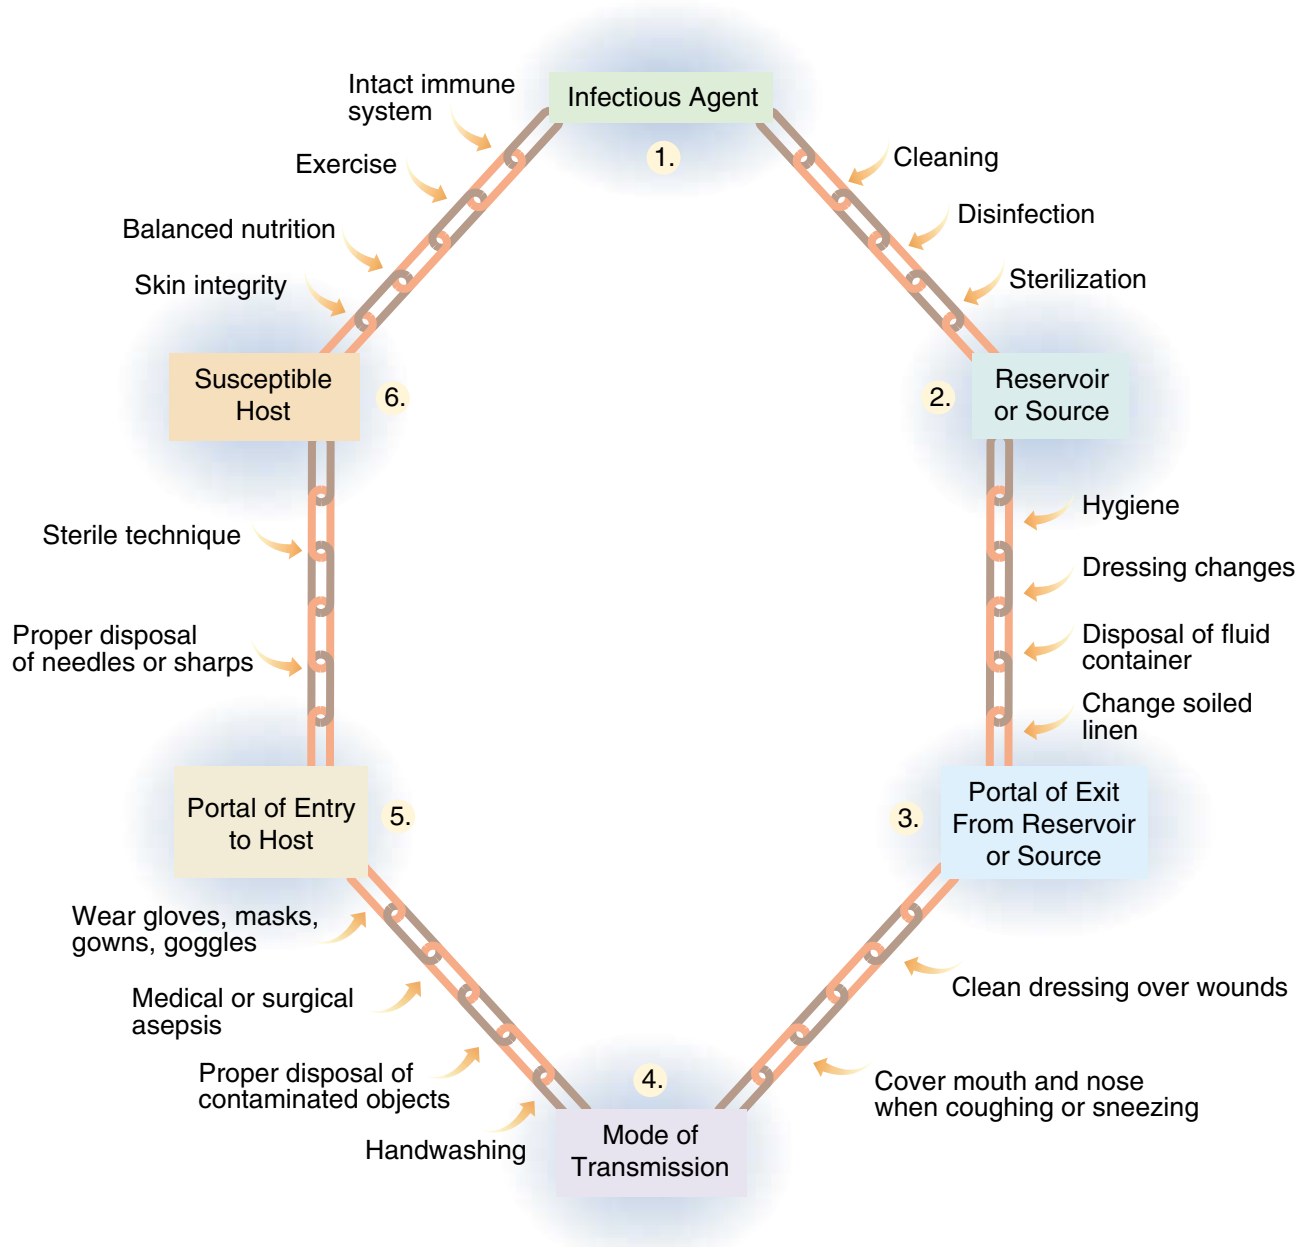 Infectious Agent
1.
Cleaning
Disinfection
Sterilization
Reservoir
or Source
2.
Hygiene
Dressing changes
Disposal of fluid
container
Change soiled
linen
Portal of Exit
From Reservoir
or Source
3.
Clean dressing over wounds
Cover mouth and nose
when coughing or sneezing
4.
Mode of
Transmission
Handwashing
Proper disposal of
contaminated objects
Medical or surgical
asepsis
Wear gloves, masks,
gowns, goggles
Portal of Entry
to Host
5.
Proper disposal
of needles or sharps
Sterile technique
Susceptible
Host
6.
Skin integrity
Balanced nutrition
Exercise
Intact immune
system